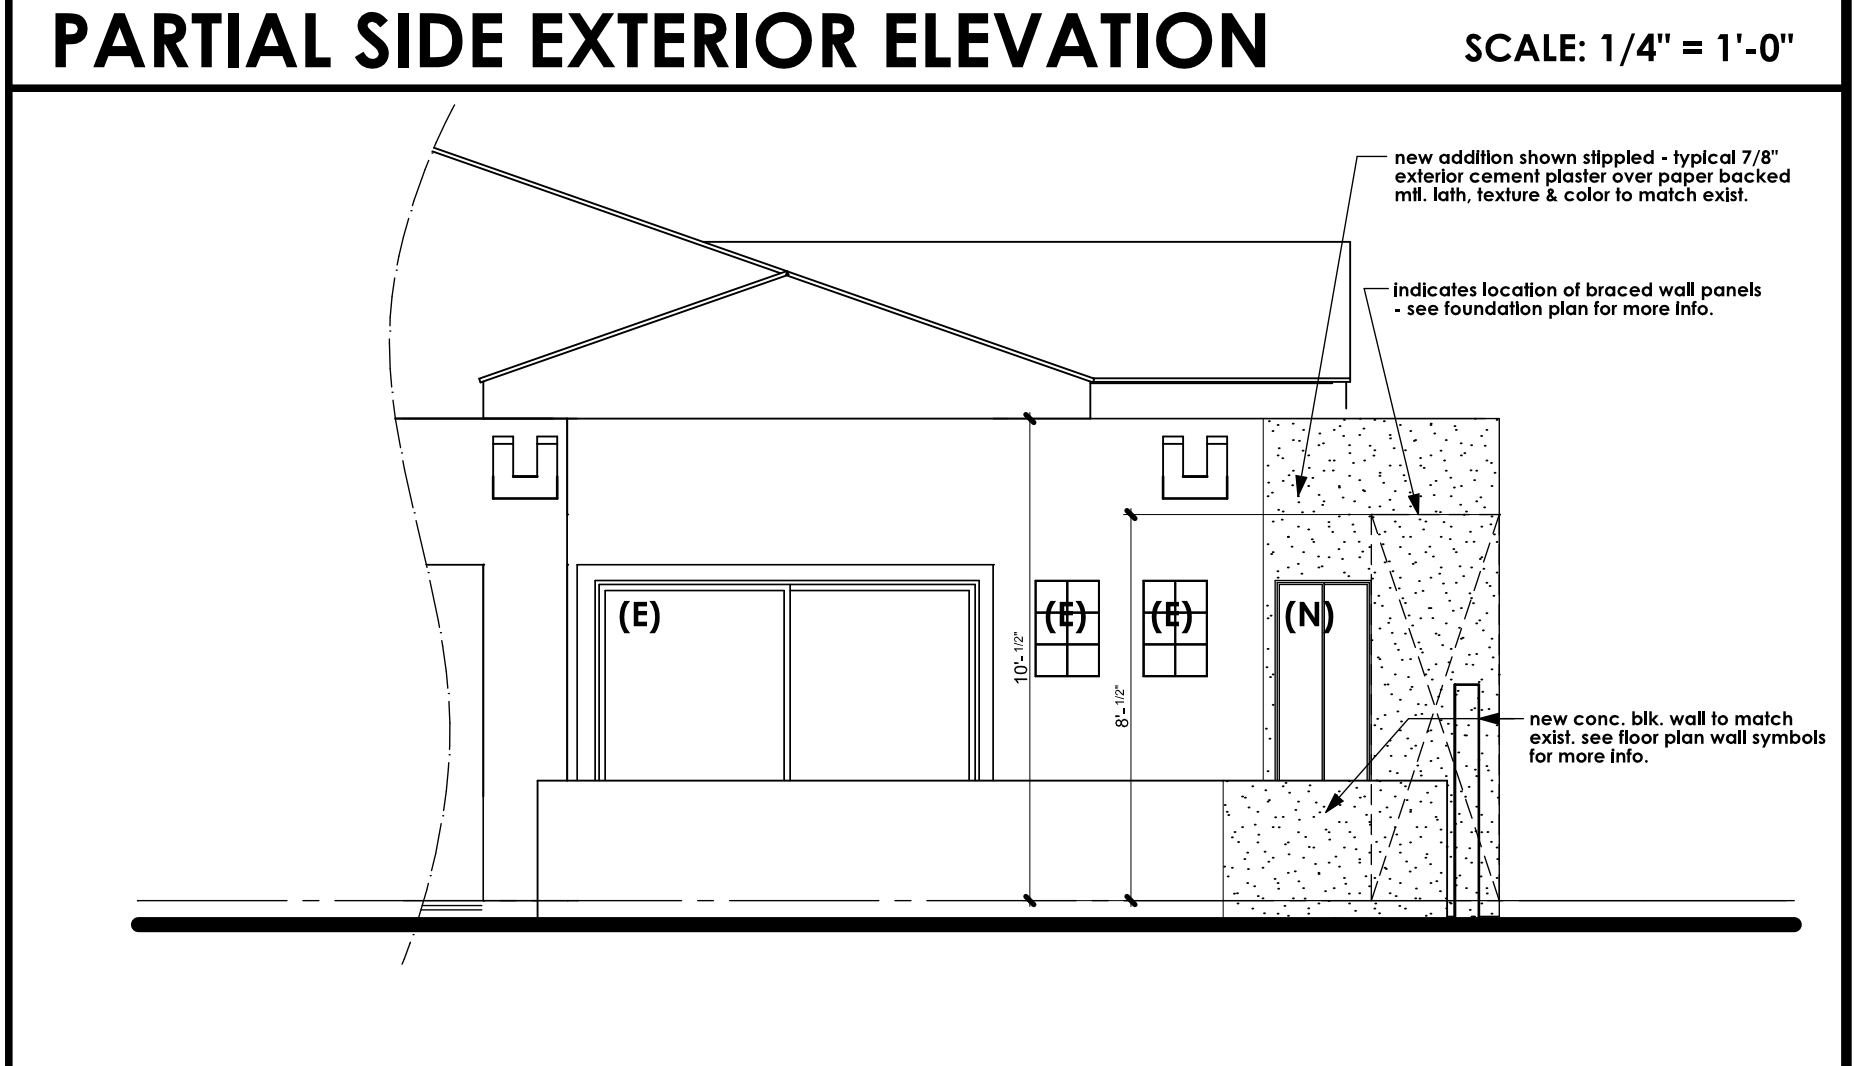 PARTIAL SIDE EXTERIOR ELEVATION
SCALE: 1/4" = 1'-0"
new addition shown stippled - typical 7/8"
exterior cement plaster over paper backed
mtl. lath, texture & color to match exist.
indicates location of braced wall panels
- see foundation plan for more info.
(E)
(E)
(E)
(N)
10'- 1/2"
8'- 1/2"
new conc. blk. wall to match
exist. see floor plan wall symbols
for more info.